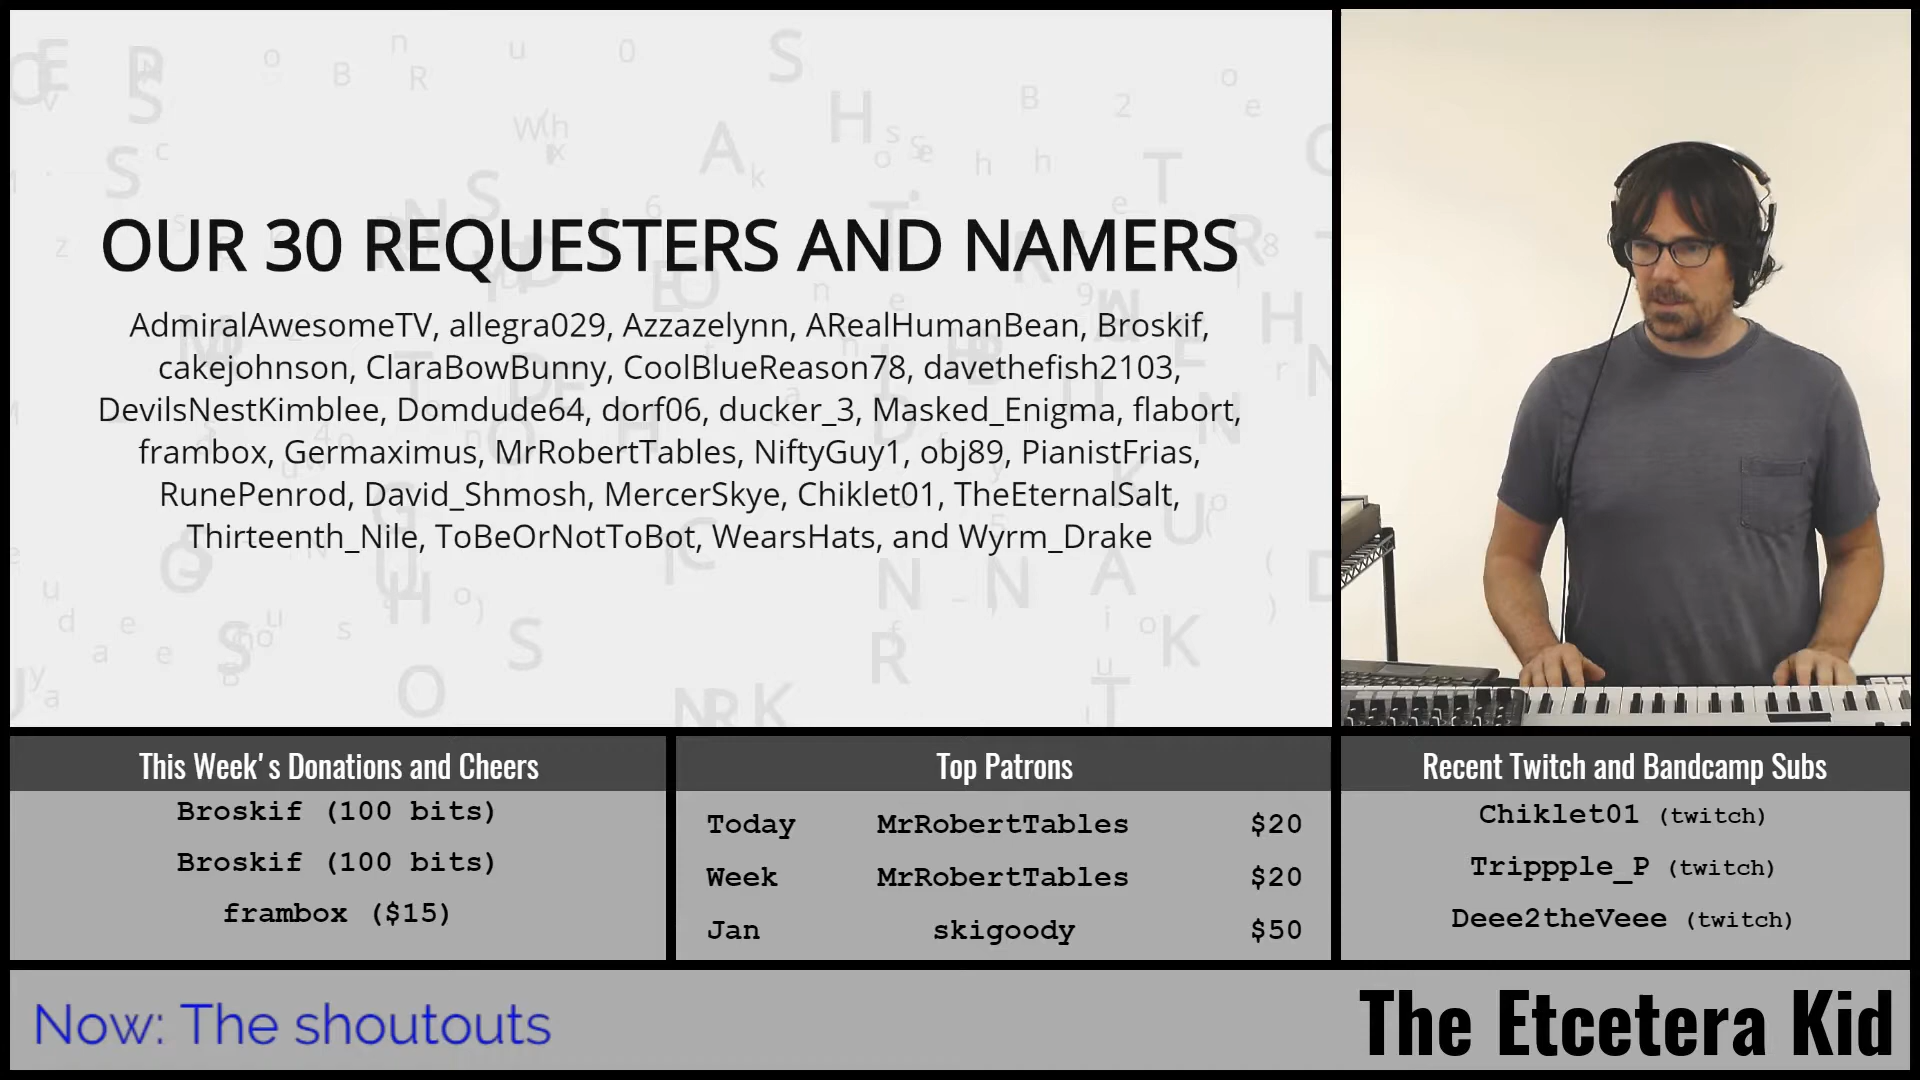 OUR 30 REQUESTERS AND NAMERS
AdmiralAwesomeTV, allegra029, Azzazelynn, ARealHumanBean, Broskif,
cakejohnson, ClaraBowBunny, CoolBlueReason78, davethefish2103,
DevilsNestKimblee, Domdude64, dorf06, ducker_3, Masked_Enigma, flabort,
frambox, Germaximus, MrRobertTables, NiftyGuy1, obj89, PianistFrias,
RunePenrod, David_Shmosh, MercerSkye, Chiklet01, TheEternalSalt,
Thirteenth_Nile, ToBeOrNotToBot, WearsHats, and Wyrm_Drake
This Week's Donations and Cheers
Broskif (100 bits)
Broskif (100 bits)
frambox ($15)
Top Patrons
Today MrRobertTables $20
Week MrRobertTables $20
Jan skigoody $50
Recent Twitch and Bandcamp Subs
Chiklet01 (twitch)
Trippple_P (twitch)
Deee2theVeee (twitch)
Now: The shoutouts
The Etcetera Kid